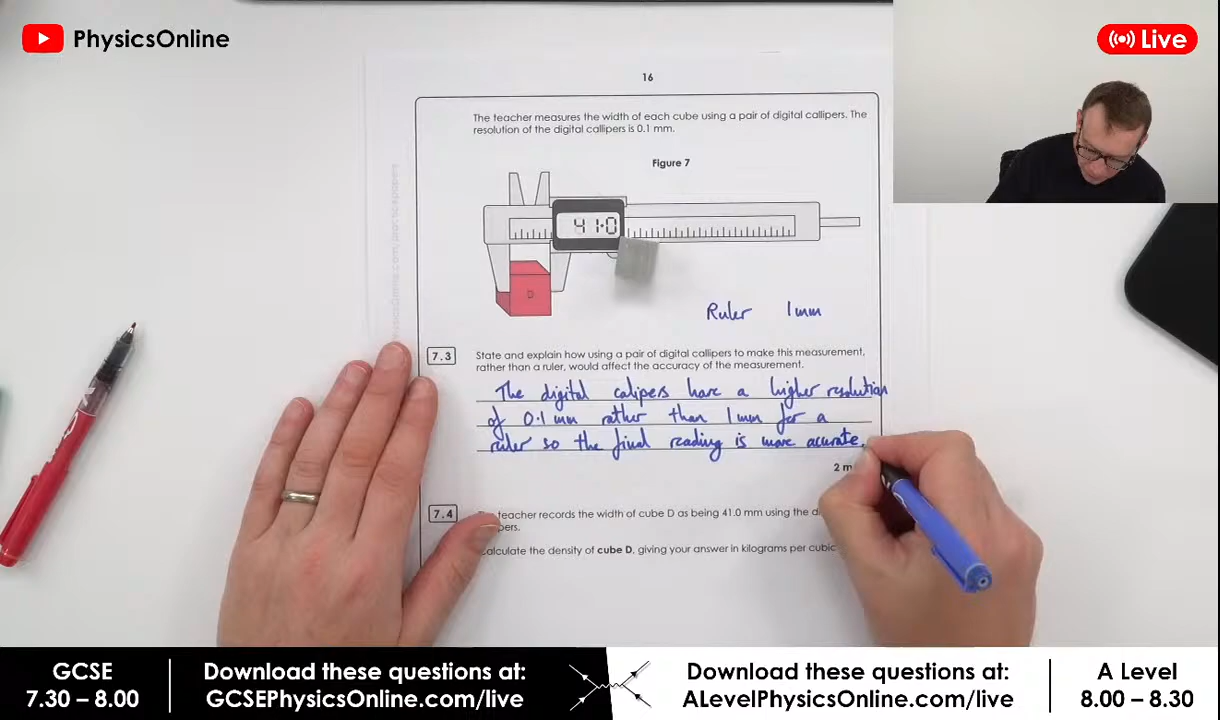 PhysicsOnline
Live
16
The teacher measures the width of each cube using a pair of digital callipers. The
resolution of the digital callipers is 0.1 mm.
Figure 7
41.0
D
Ruler 1mm
7.3 State and explain how using a pair of digital callipers to make this measurement,
rather than a ruler, would affect the accuracy of the measurement.
The digital calipers have a higher resolution
of 0.1mm rather than 1mm for a
ruler so the final reading is more accurate.
2 m
7.4 teacher records the width of cube D as being 41.0 mm using the
Calculate the density of cube D, giving your answer in kilograms per cubic
GCSE
7.30 – 8.00
Download these questions at:
GCSEPhysicsOnline.com/live
Download these questions at:
ALevelPhysicsOnline.com/live
A Level
8.00 – 8.30